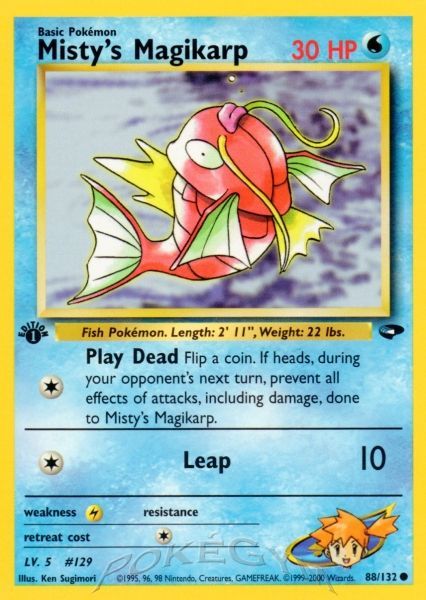 Basic Pokémon
Misty's Magikarp 30 HP
EDITION
1
Fish Pokémon. Length: 2' 11", Weight: 22 lbs.
Play Dead Flip a coin. If heads, during
your opponent's next turn, prevent all
effects of attacks, including damage, done
to Misty's Magikarp.
Leap 10
weakness resistance
retreat cost
LV. 5 #129
POKÉGYM
Illus. Ken Sugimori ©1995, 96, 98 Nintendo, Creatures, GAMEFREAK. ©1999-2000 Wizards. 88/132